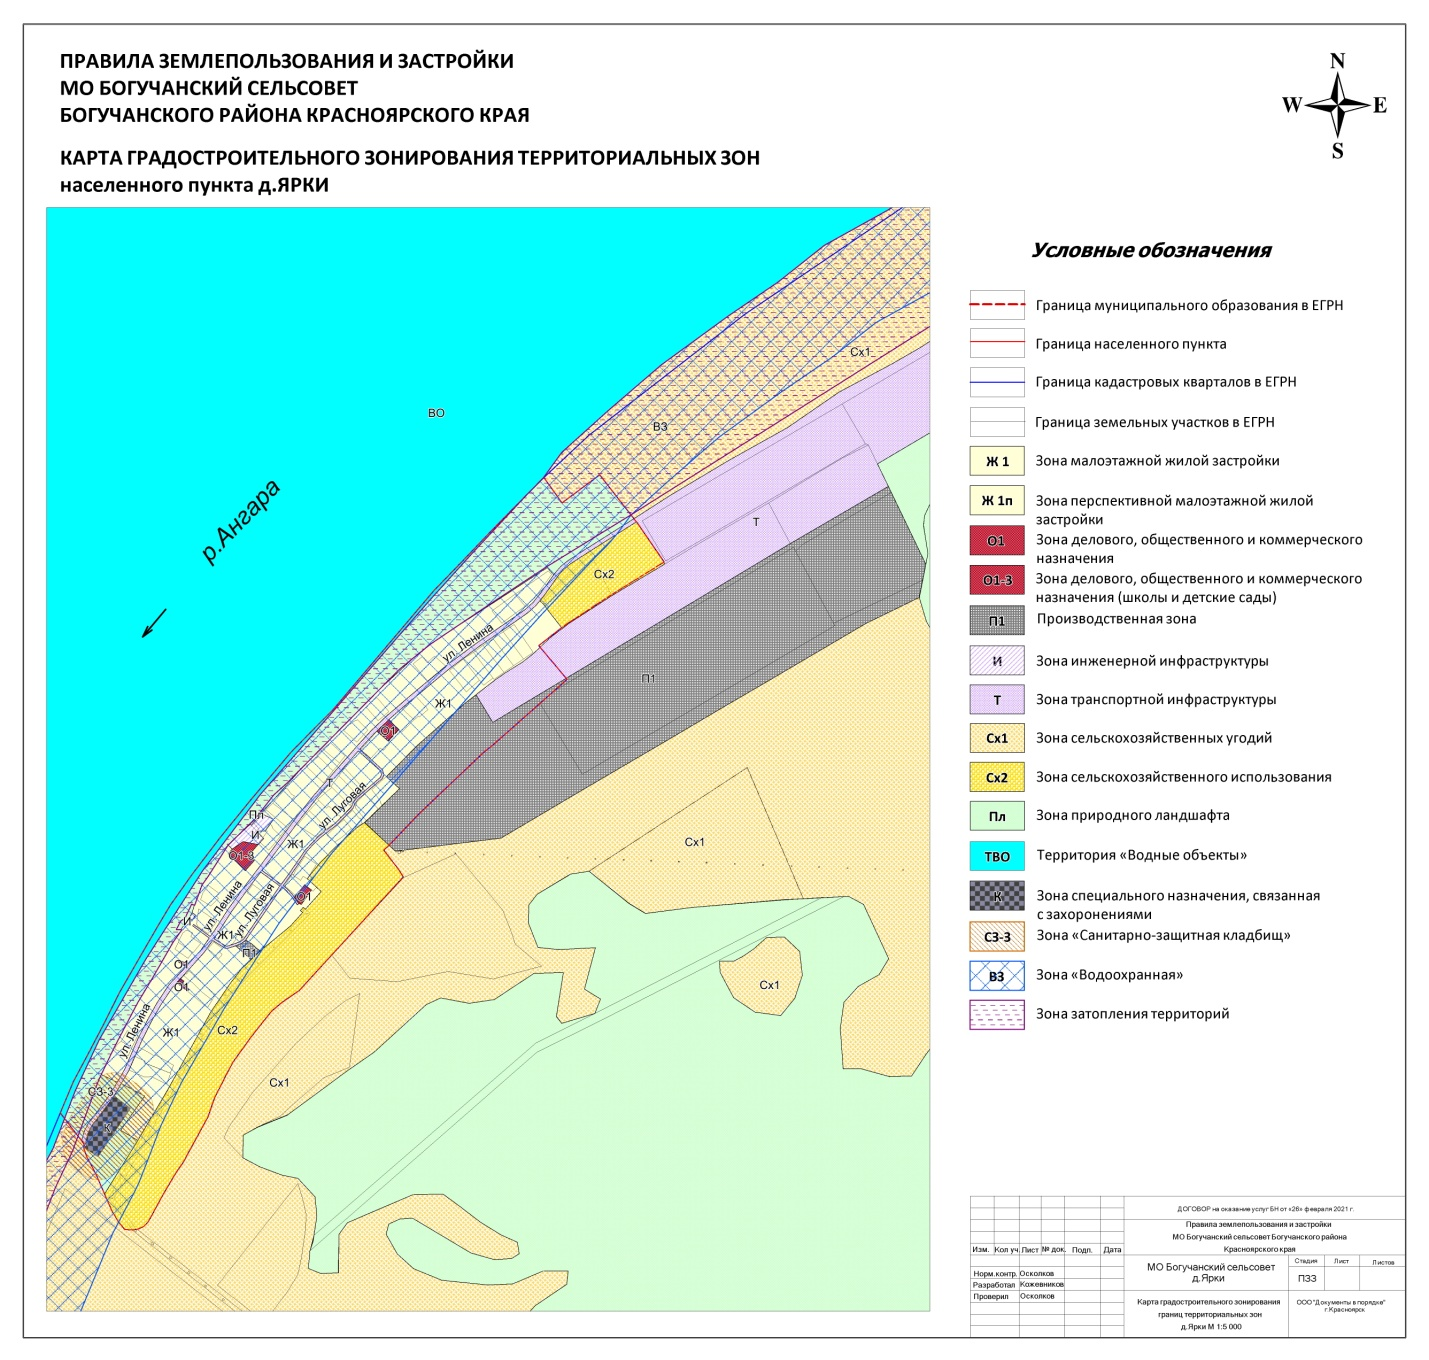 ПРАВИЛА ЗЕМЛЕПОЛЬЗОВАНИЯ И ЗАСТРОЙКИ
МО БОГУЧАНСКИЙ СЕЛЬСОВЕТ
БОГУЧАНСКОГО РАЙОНА КРАСНОЯРСКОГО КРАЯ
КАРТА ГРАДОСТРОИТЕЛЬНОГО ЗОНИРОВАНИЯ ТЕРРИТОРИАЛЬНЫХ ЗОН
населенного пункта д.ЯРКИ
N
W E
S
Условные обозначения
Граница муниципального образования в ЕГРН
Граница населенного пункта
Граница кадастровых кварталов в ЕГРН
Граница земельных участков в ЕГРН
Ж 1 Зона малоэтажной жилой застройки
Ж 1п Зона перспективной малоэтажной жилой
застройки
О1 Зона делового, общественного и коммерческого
назначения
О1-3 Зона делового, общественного и коммерческого
назначения (школы и детские сады)
П1 Производственная зона
И Зона инженерной инфраструктуры
Т Зона транспортной инфраструктуры
Сх1 Зона сельскохозяйственных угодий
Сх2 Зона сельскохозяйственного использования
Пл Зона природного ландшафта
ТВО Территория «Водные объекты»
К Зона специального назначения, связанная
с захоронениями
СЗ-3 Зона «Санитарно-защитная кладбищ»
ВЗ Зона «Водоохранная»
Зона затопления территорий
Сх1
ВО
ВЗ
р.Ангара
Т
Сх2
ул. Ленина
П1
Ж1
О1
Т
ул. Луговая
Пл
И
Ж1
О1-3
Сх1
ул. Ленина
ул. Луговая
О1
И
Ж1
П1
О1
О1
Сх1
ул. Ленина
Ж1
Сх2
Сх1
СЗ-3
К
ДОГОВОР на оказание услуг БН от «26» февраля 2021 г.
Правила землепользования и застройки
МО Богучанский сельсовет Богучанского района
Красноярского края
Изм. Кол уч. Лист № док. Подп. Дата
МО Богучанский сельсовет
д.Ярки
Стадия Лист Листов
ПЗЗ
Норм.контр. Осколков
Разработал Кожевников
Проверил Осколков
Карта градостроительного зонирования
границ территориальных зон
д.Ярки М 1:5 000
ООО "Документы в порядке"
г.Красноярск